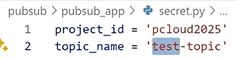 pubsub > pubsub_app > secret.py > ...
1 project_id = 'pcloud2025'
2 topic_name = 'test-topic'